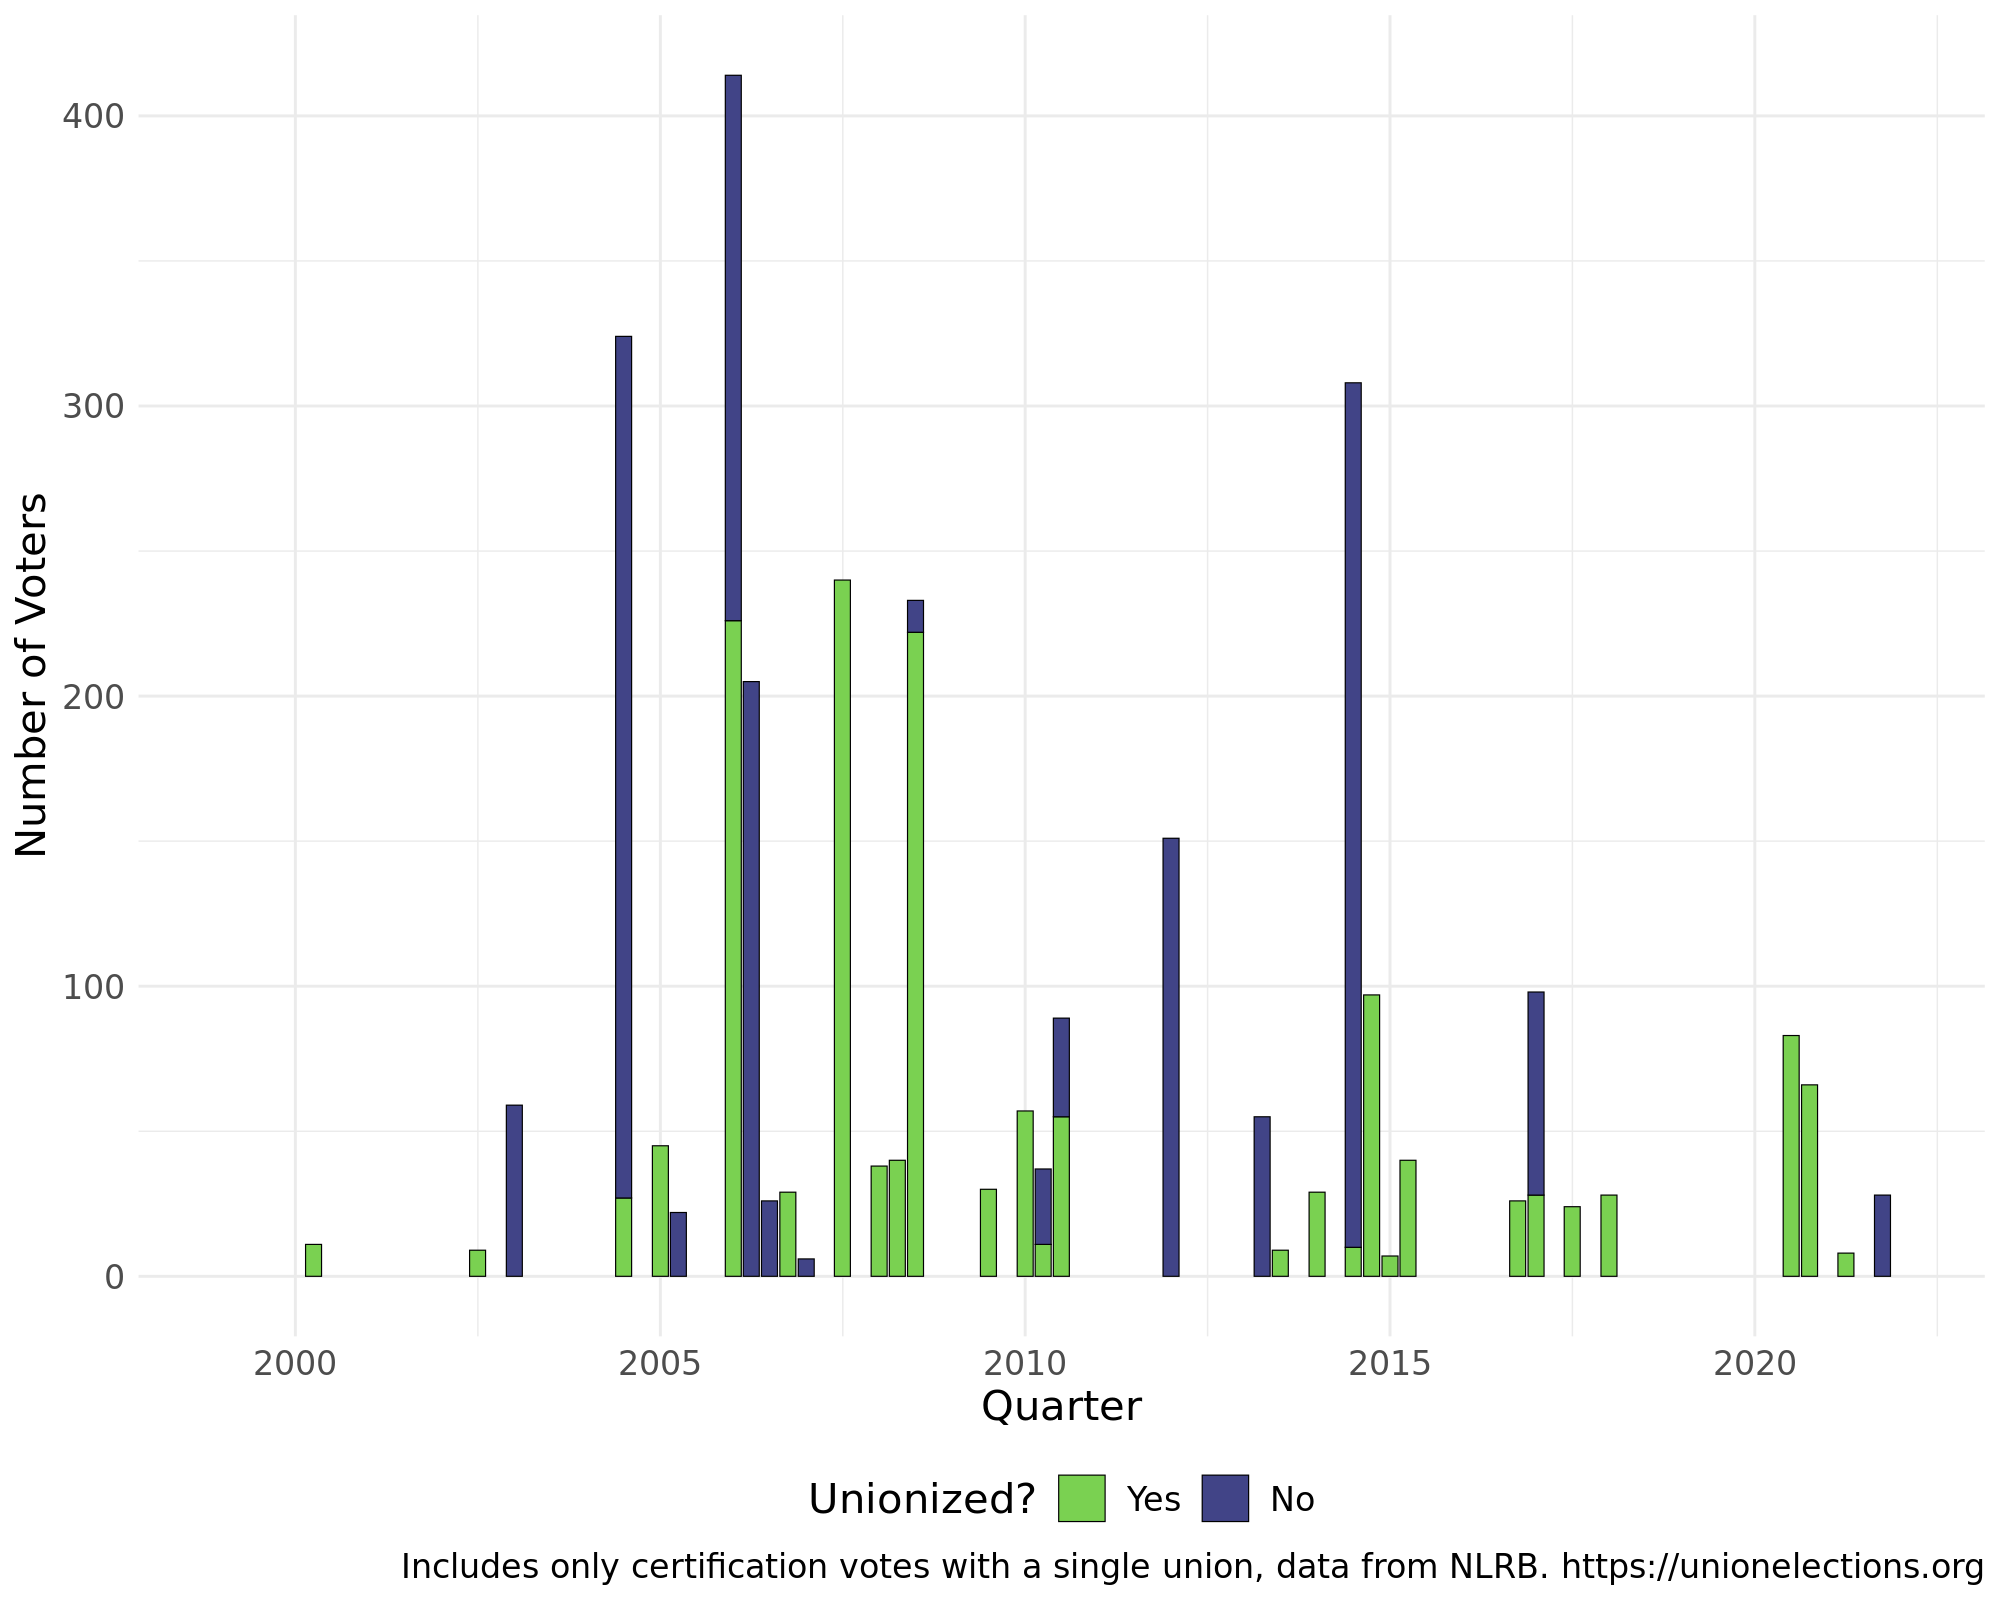 400
300
200
100
0
Number of Voters
2000 2005 2010 2015 2020
Quarter
Unionized? Yes No
Includes only certification votes with a single union, data from NLRB. https://unionelections.org